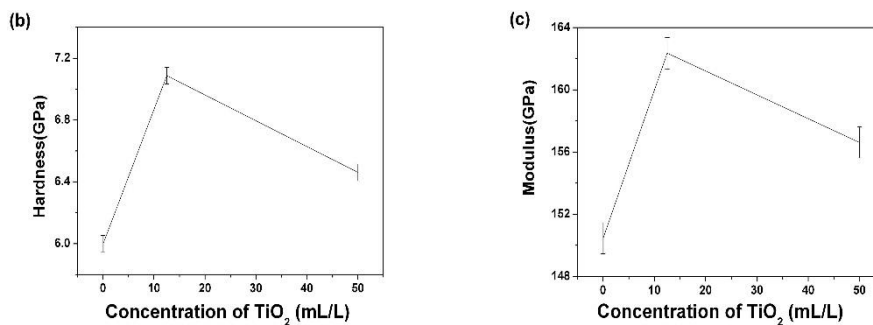 (b)
Hardness(GPa)
7.2
6.8
6.4
6.0
0 10 20 30 40 50
Concentration of TiO₂ (mL/L)
(c)
Modulus(GPa)
164
160
156
152
148
0 10 20 30 40 50
Concentration of TiO₂ (mL/L)